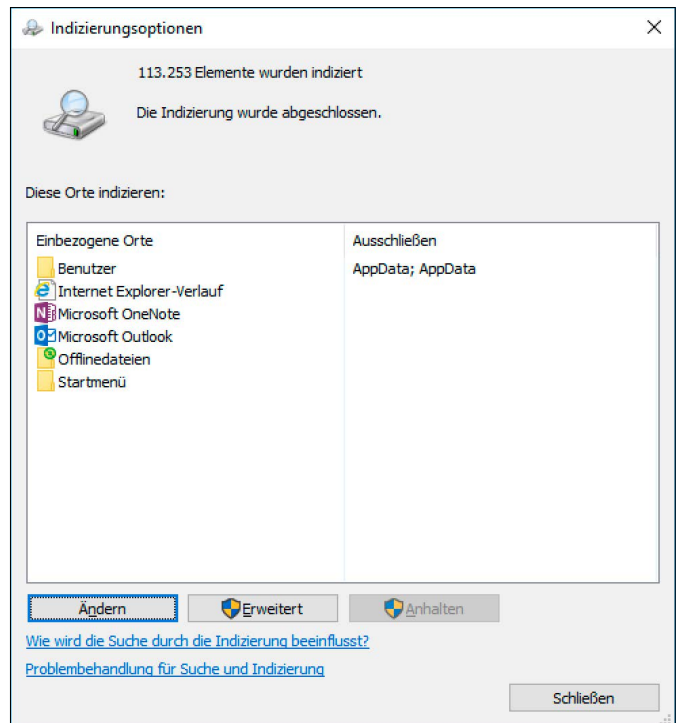 Indizierungsoptionen
113.253 Elemente wurden indiziert
Die Indizierung wurde abgeschlossen.
Diese Orte indizieren:
Einbezogene Orte Ausschließen
Benutzer AppData; AppData
Internet Explorer-Verlauf
Microsoft OneNote
Microsoft Outlook
Offlinedateien
Startmenü
Ändern Erweitert Anhalten
Wie wird die Suche durch die Indizierung beeinflusst?
Problembehandlung für Suche und Indizierung
Schließen